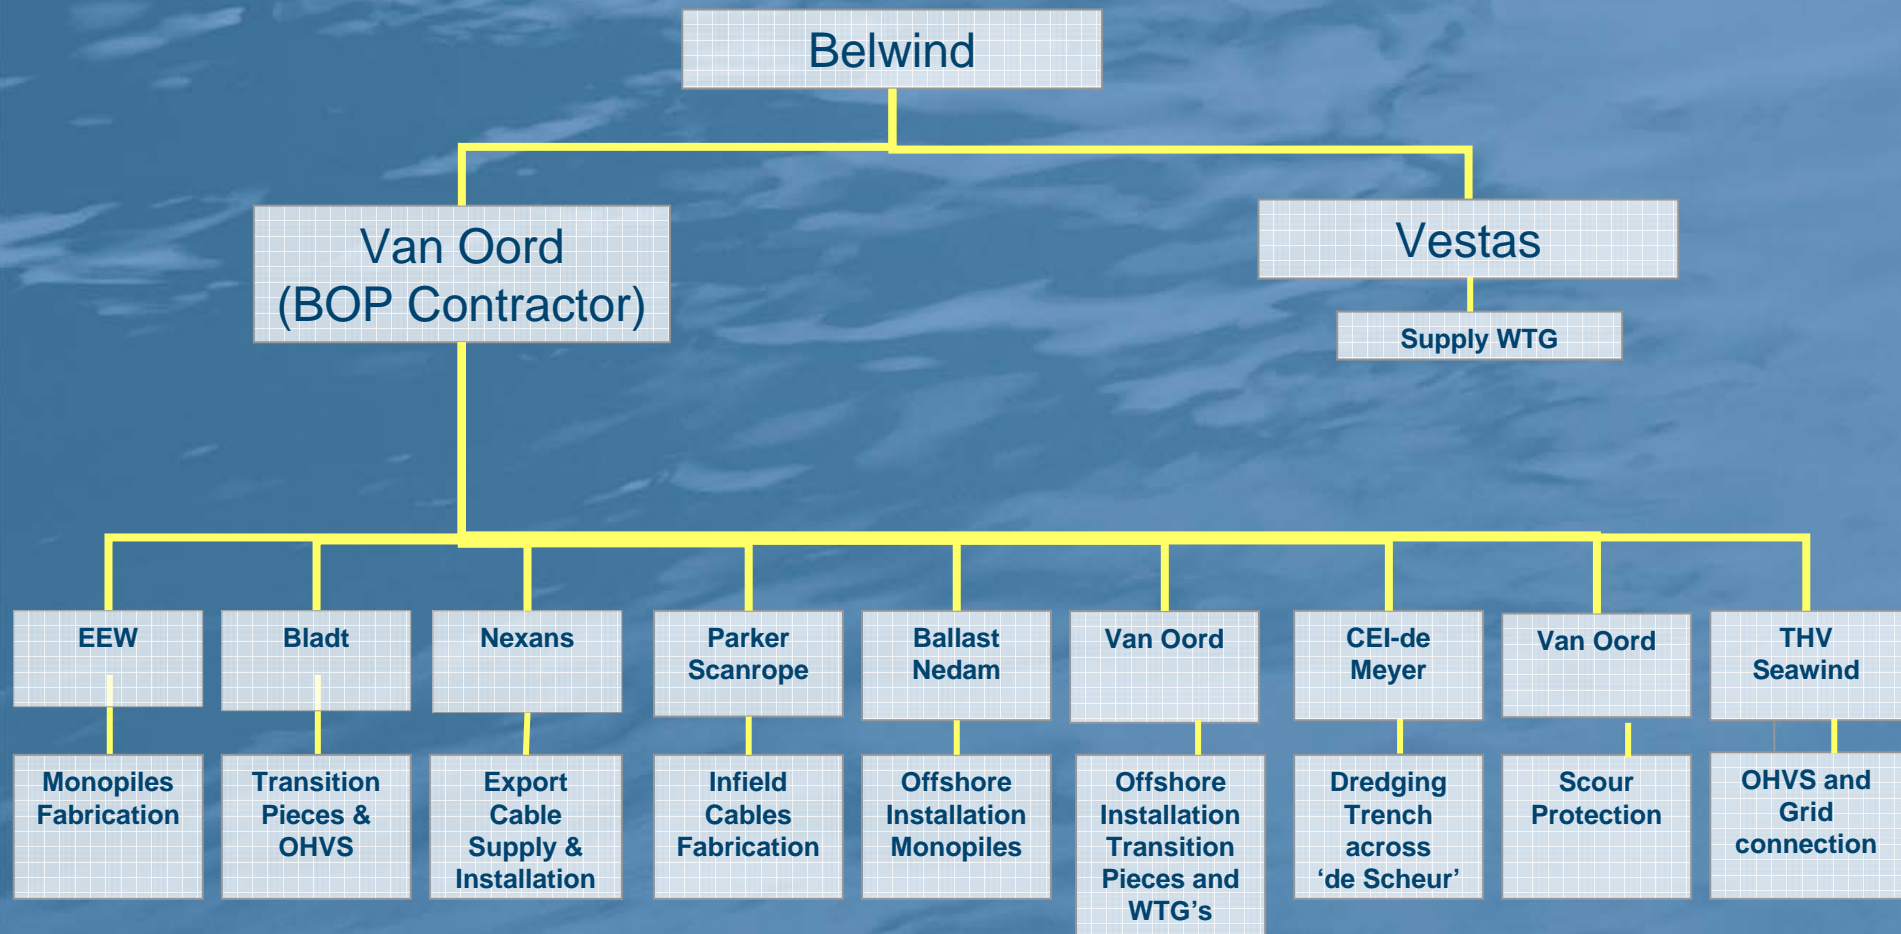 Belwind
Van Oord
(BOP Contractor)
Vestas
Supply WTG
EEW
Bladt
Nexans
Parker
Scanrope
Ballast
Nedam
Van Oord
CEI-de
Meyer
Van Oord
THV
Seawind
Monopiles
Fabrication
Transition
Pieces &
OHVS
Export
Cable
Supply &
Installation
Infield
Cables
Fabrication
Offshore
Installation
Monopiles
Offshore
Installation
Transition
Pieces and
WTG’s
Dredging
Trench
across
‘de Scheur’
Scour
Protection
OHVS and
Grid
connection